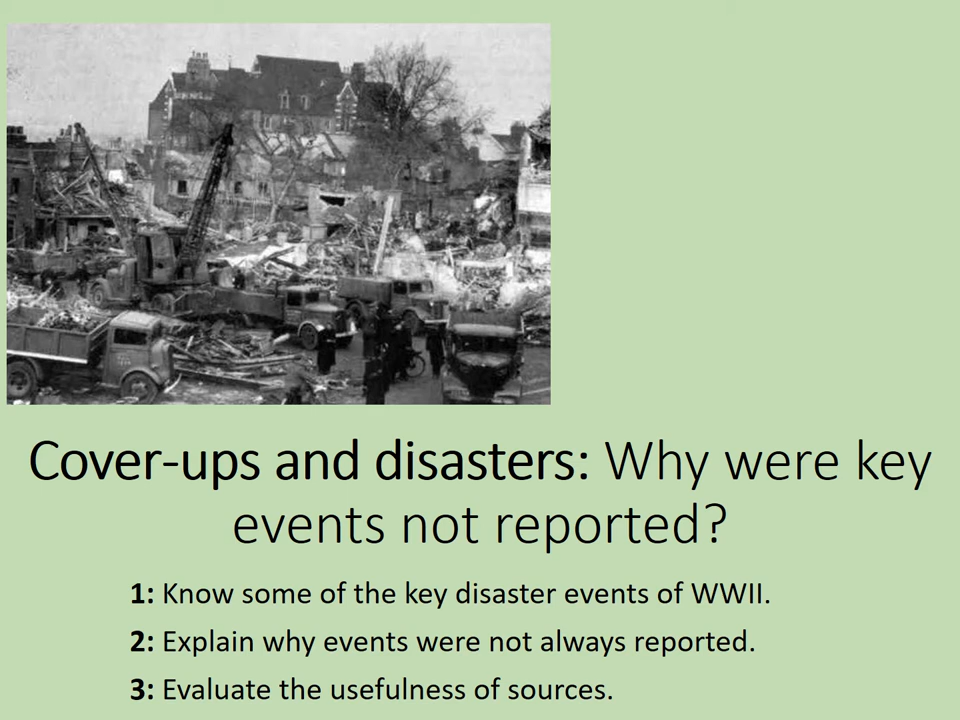 Cover-ups and disasters: Why were key
events not reported?
1: Know some of the key disaster events of WWII.
2: Explain why events were not always reported.
3: Evaluate the usefulness of sources.